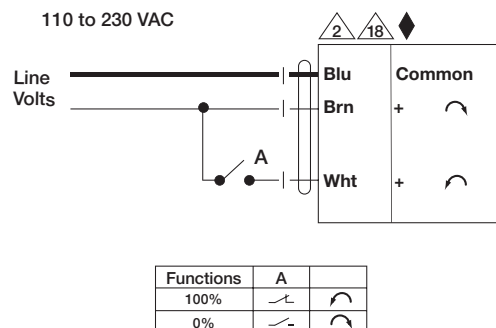 110 to 230 VAC
2 18
Line
Volts
Blu Common
Brn +
A
Wht +
Functions A
100%
0%